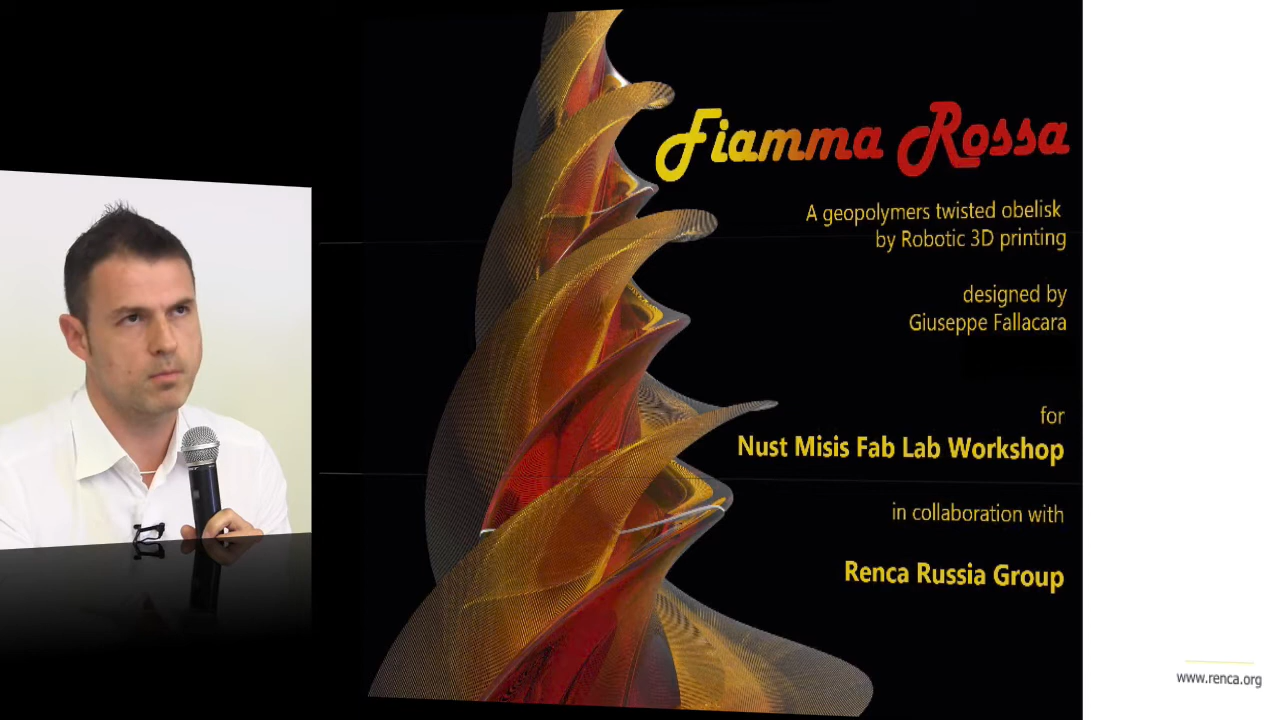 Fiamma Rossa
A geopolymers twisted obelisk
by Robotic 3D printing
designed by
Giuseppe Fallacara
for
Nust Misis Fab Lab Workshop
in collaboration with
Renca Russia Group
www.renca.org